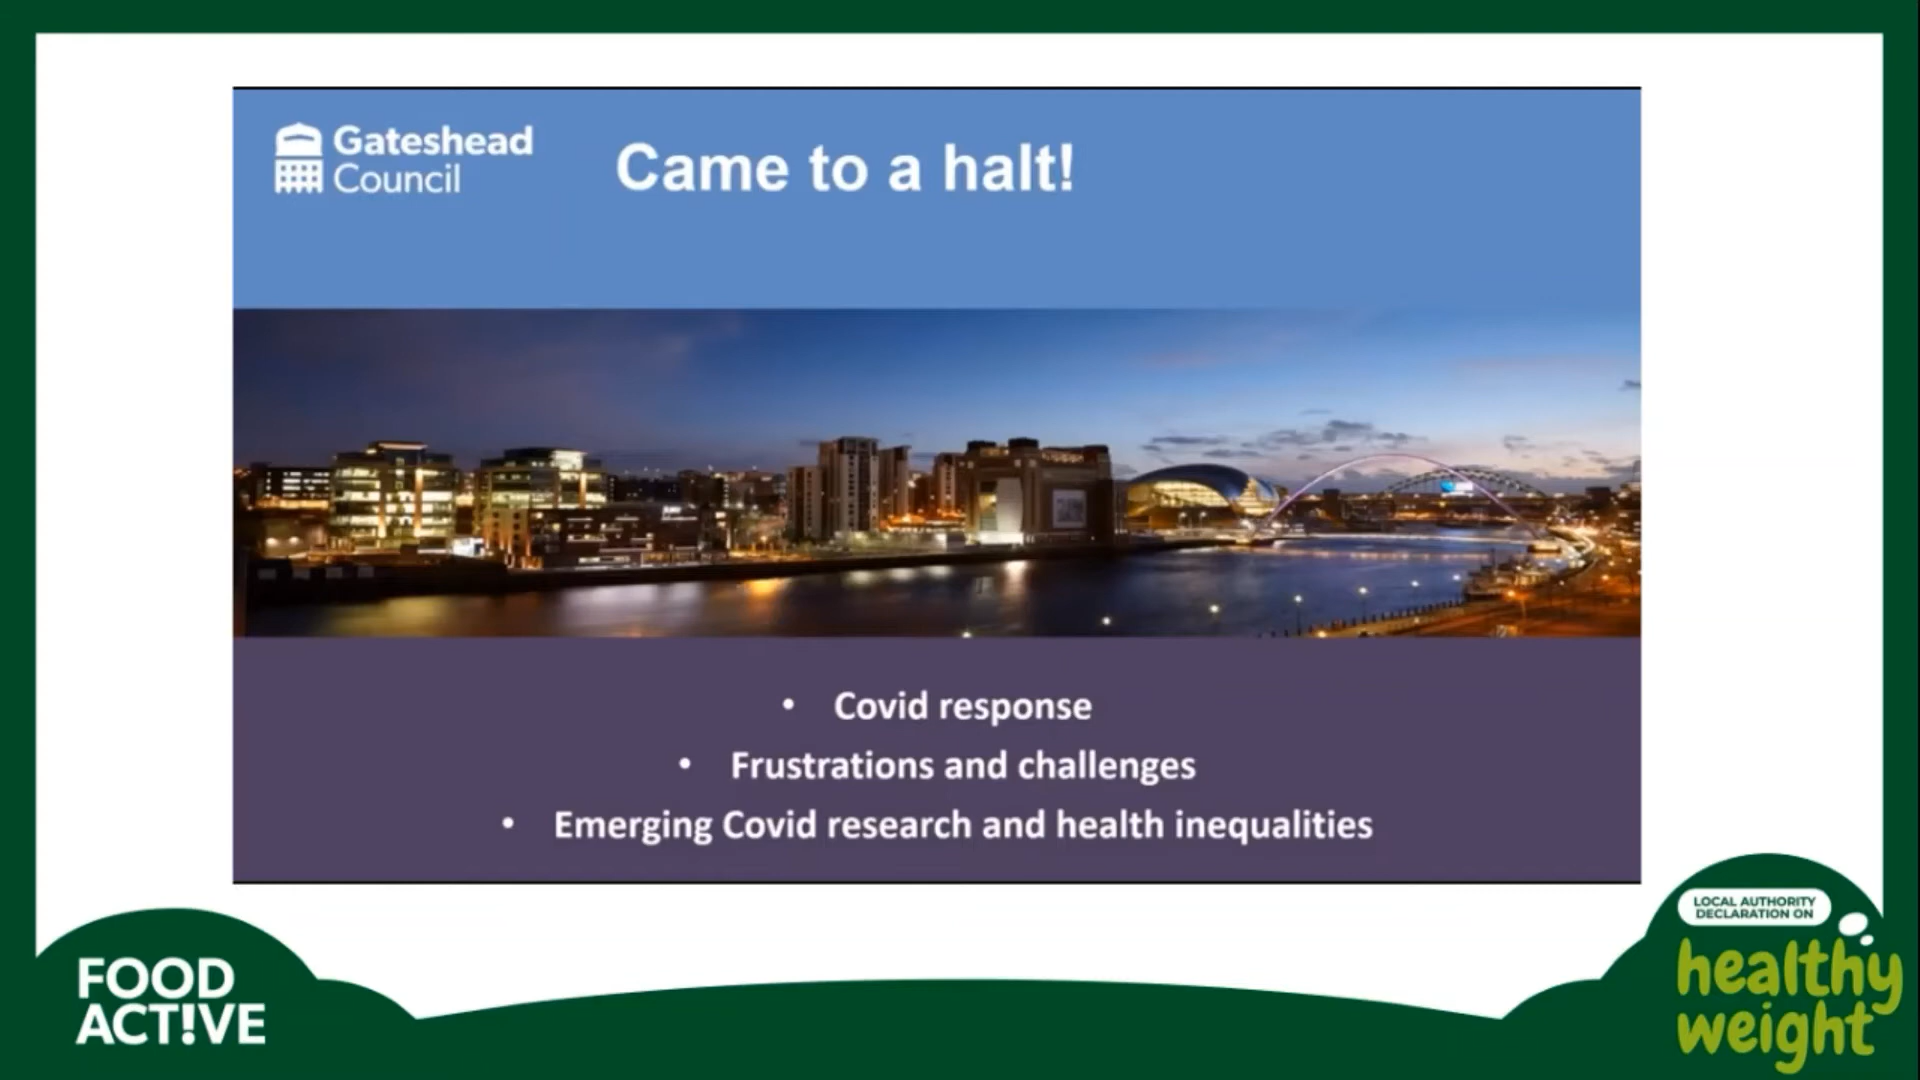 Gateshead
Council
Came to a halt!
• Covid response
• Frustrations and challenges
• Emerging Covid research and health inequalities
FOOD
ACT!VE
LOCAL AUTHORITY
DECLARATION ON
healthy
weight